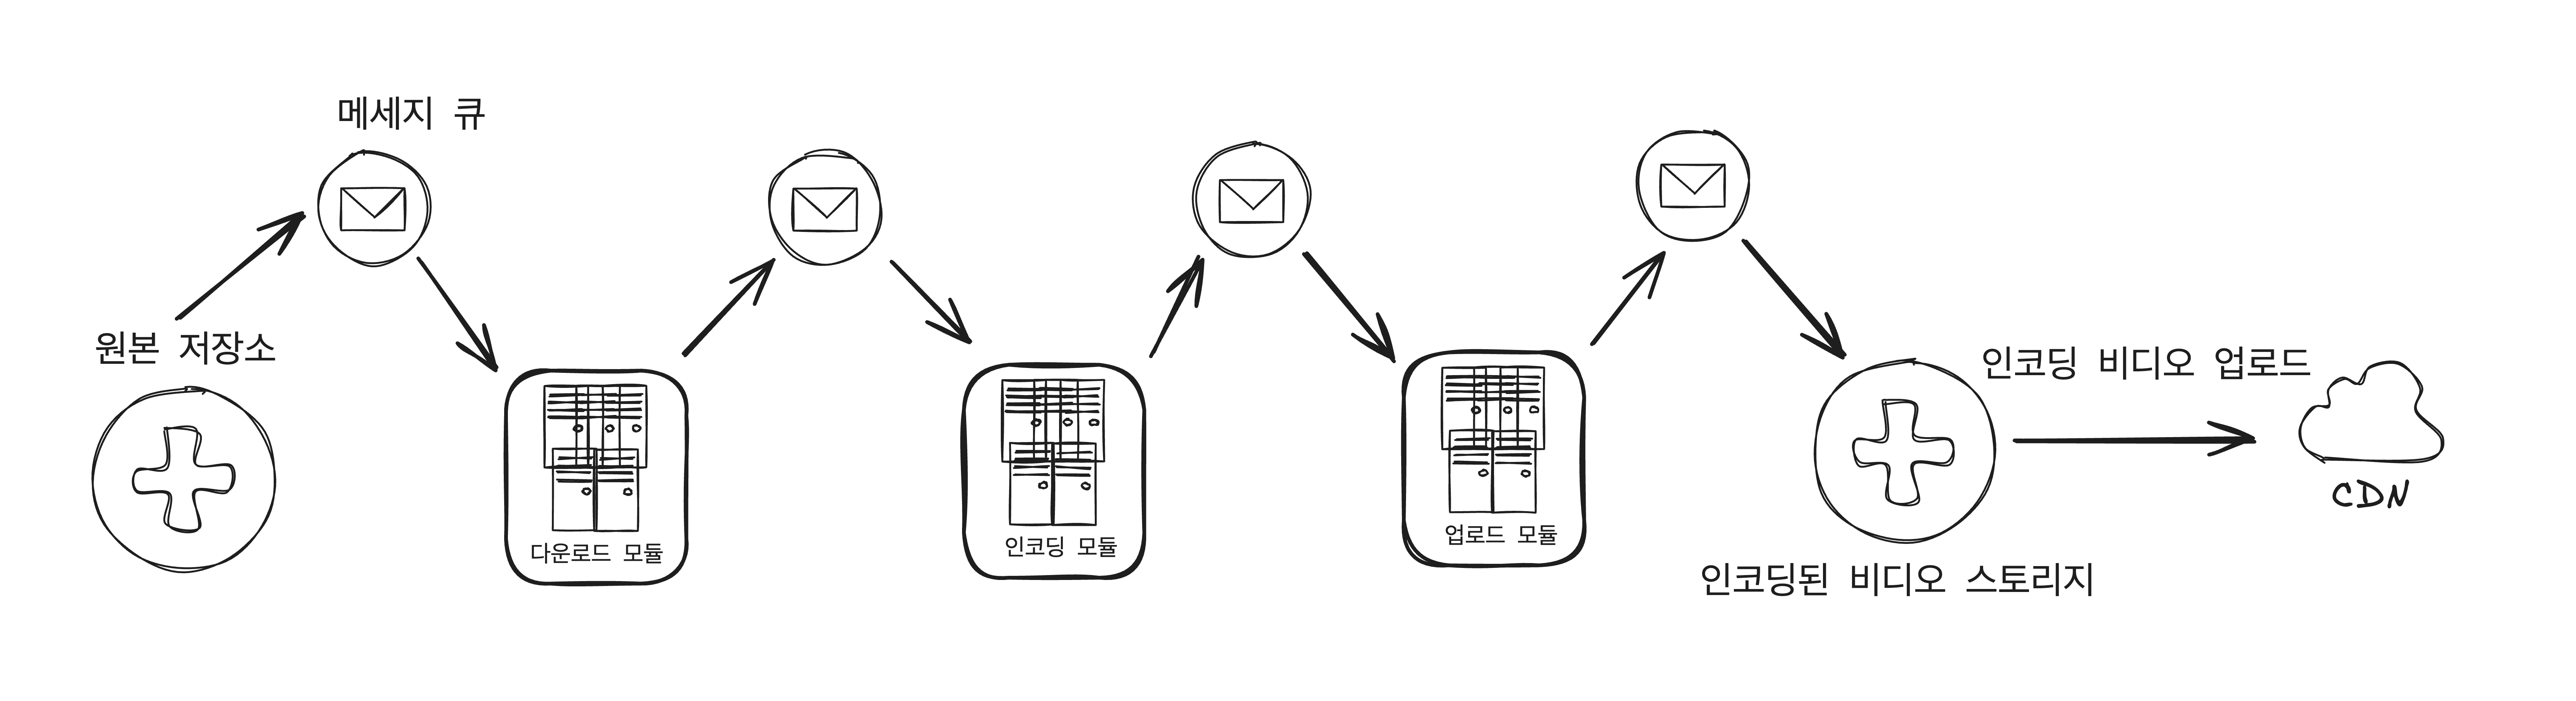 메세지 큐
원본 저장소
다운로드 모듈
인코딩 모듈
업로드 모듈
인코딩 비디오 업로드
CDN
인코딩된 비디오 스토리지